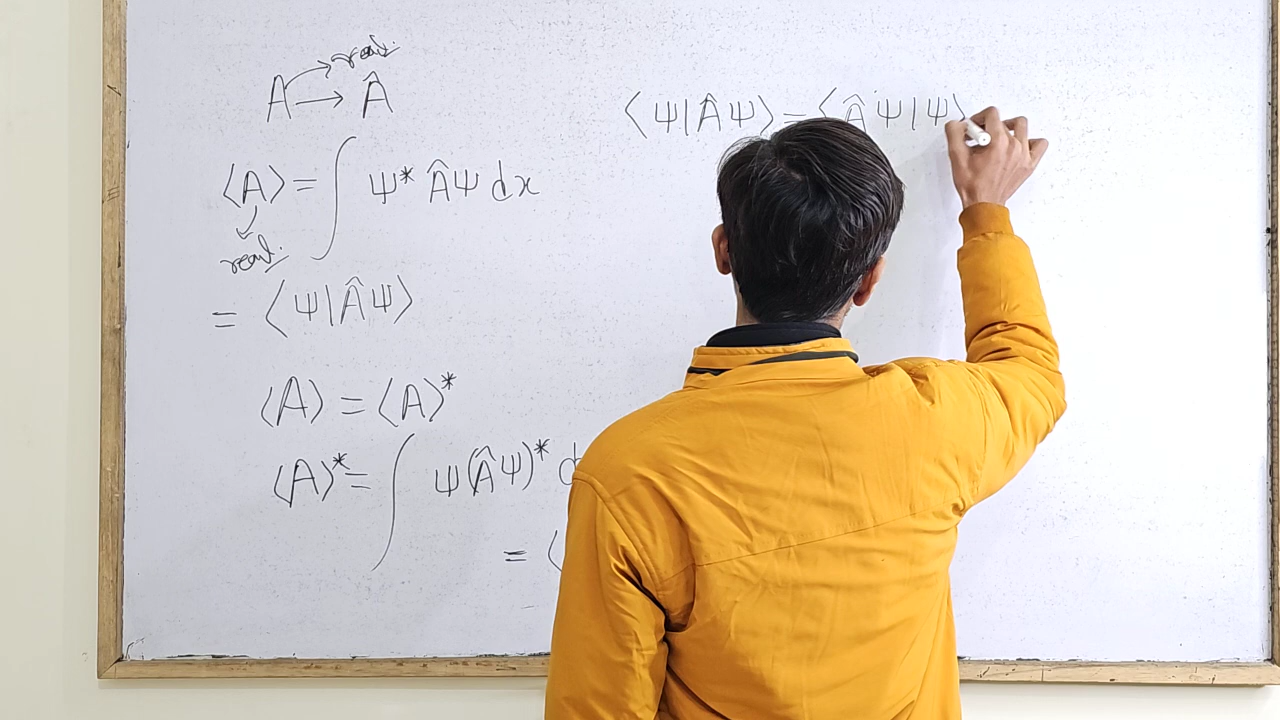 real.
A → Â
⟨A⟩ = ∫ Ψ* ÂΨ dx
real.
= ⟨Ψ|ÂΨ⟩
⟨A⟩ = ⟨A⟩*
⟨A⟩* = ∫ Ψ(ÂΨ)* d
= ⟨
⟨Ψ|ÂΨ⟩ = ⟨ÂΨ|Ψ⟩